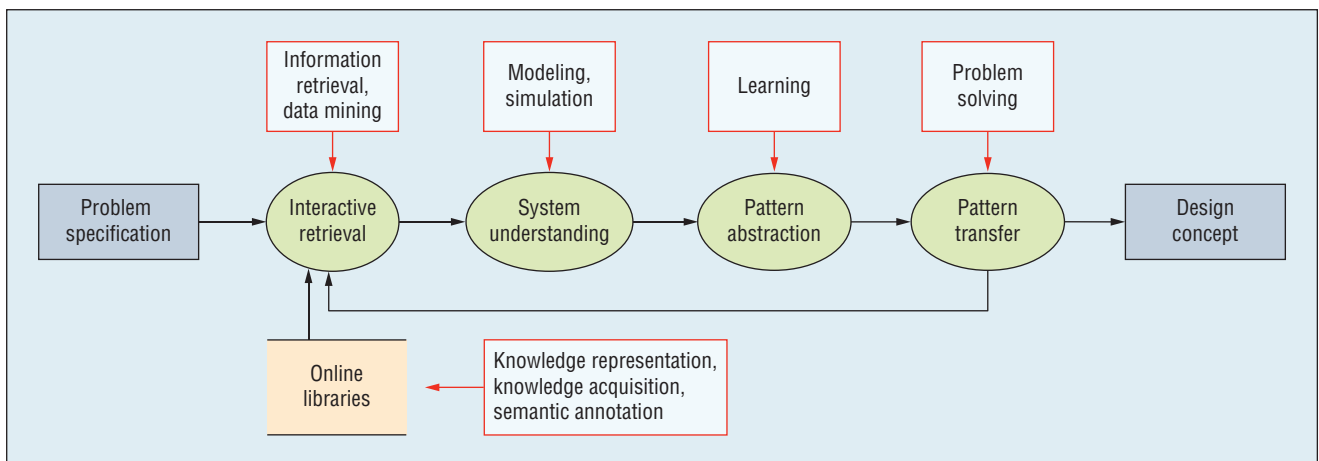 Information
retrieval,
data mining
Modeling,
simulation
Learning
Problem
solving
Problem
specification
Interactive
retrieval
System
understanding
Pattern
abstraction
Pattern
transfer
Design
concept
Online
libraries
Knowledge representation,
knowledge acquisition,
semantic annotation